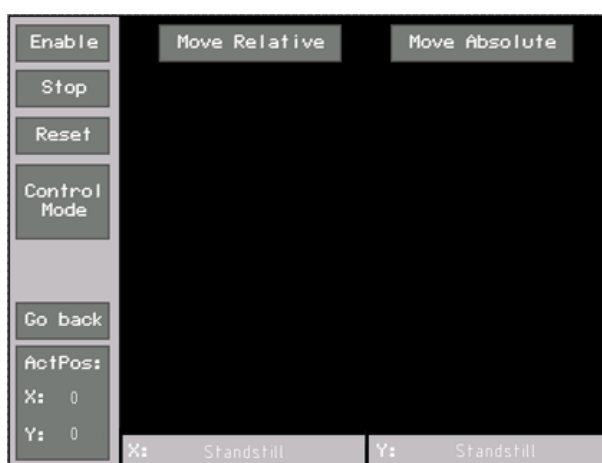 Enable
Move Relative
Move Absolute
Stop
Reset
Control
Mode
Go back
ActPos:
X: 0
Y: 0
X: Standstill
Y: Standstill